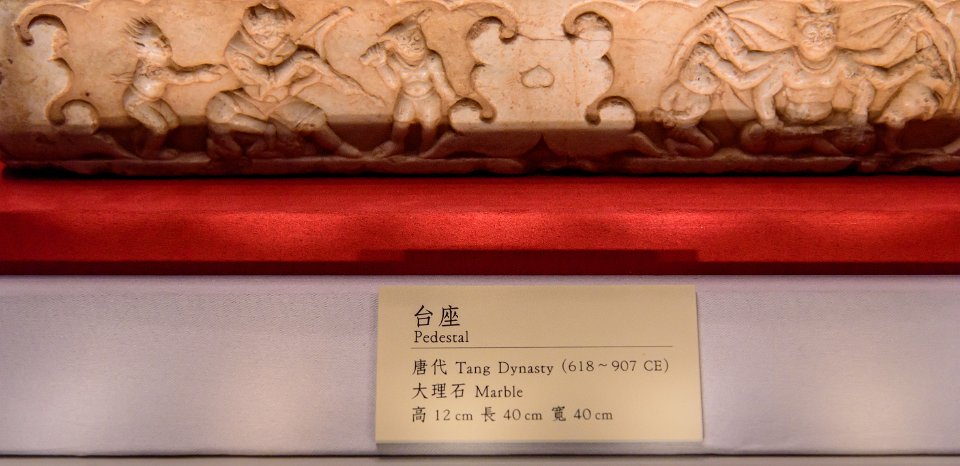 台座
Pedestal
唐代 Tang Dynasty (618~907 CE)
大理石 Marble
高 12 cm 長 40 cm 寬 40 cm